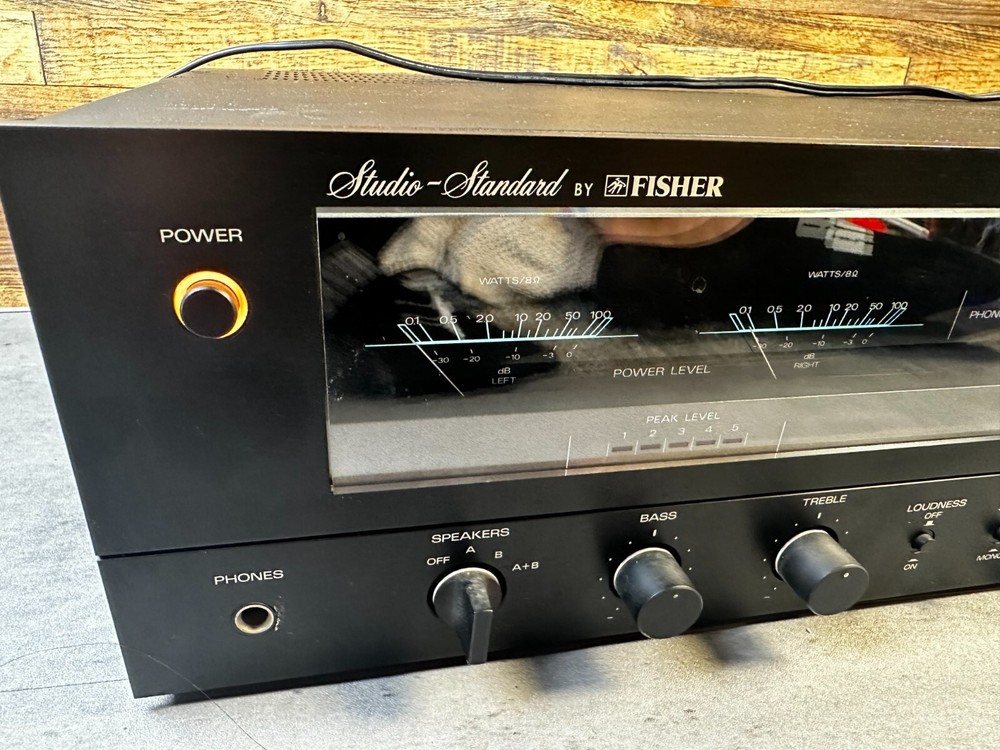 Studio-Standard BY FISHER
POWER
WATTS/8Ω
0.1 0.5 2.0 10 20 50 100
-30 -20 -10 -3 0
dB
LEFT
WATTS/8Ω
0.1 0.5 2.0 10 20 50 100
-20 -10 -3 0
dB
RIGHT
POWER LEVEL
PEAK LEVEL
1 2 3 4 5
PHONO
PHONES
SPEAKERS
OFF A B A+B
BASS
TREBLE
LOUDNESS
OFF
ON
MONO